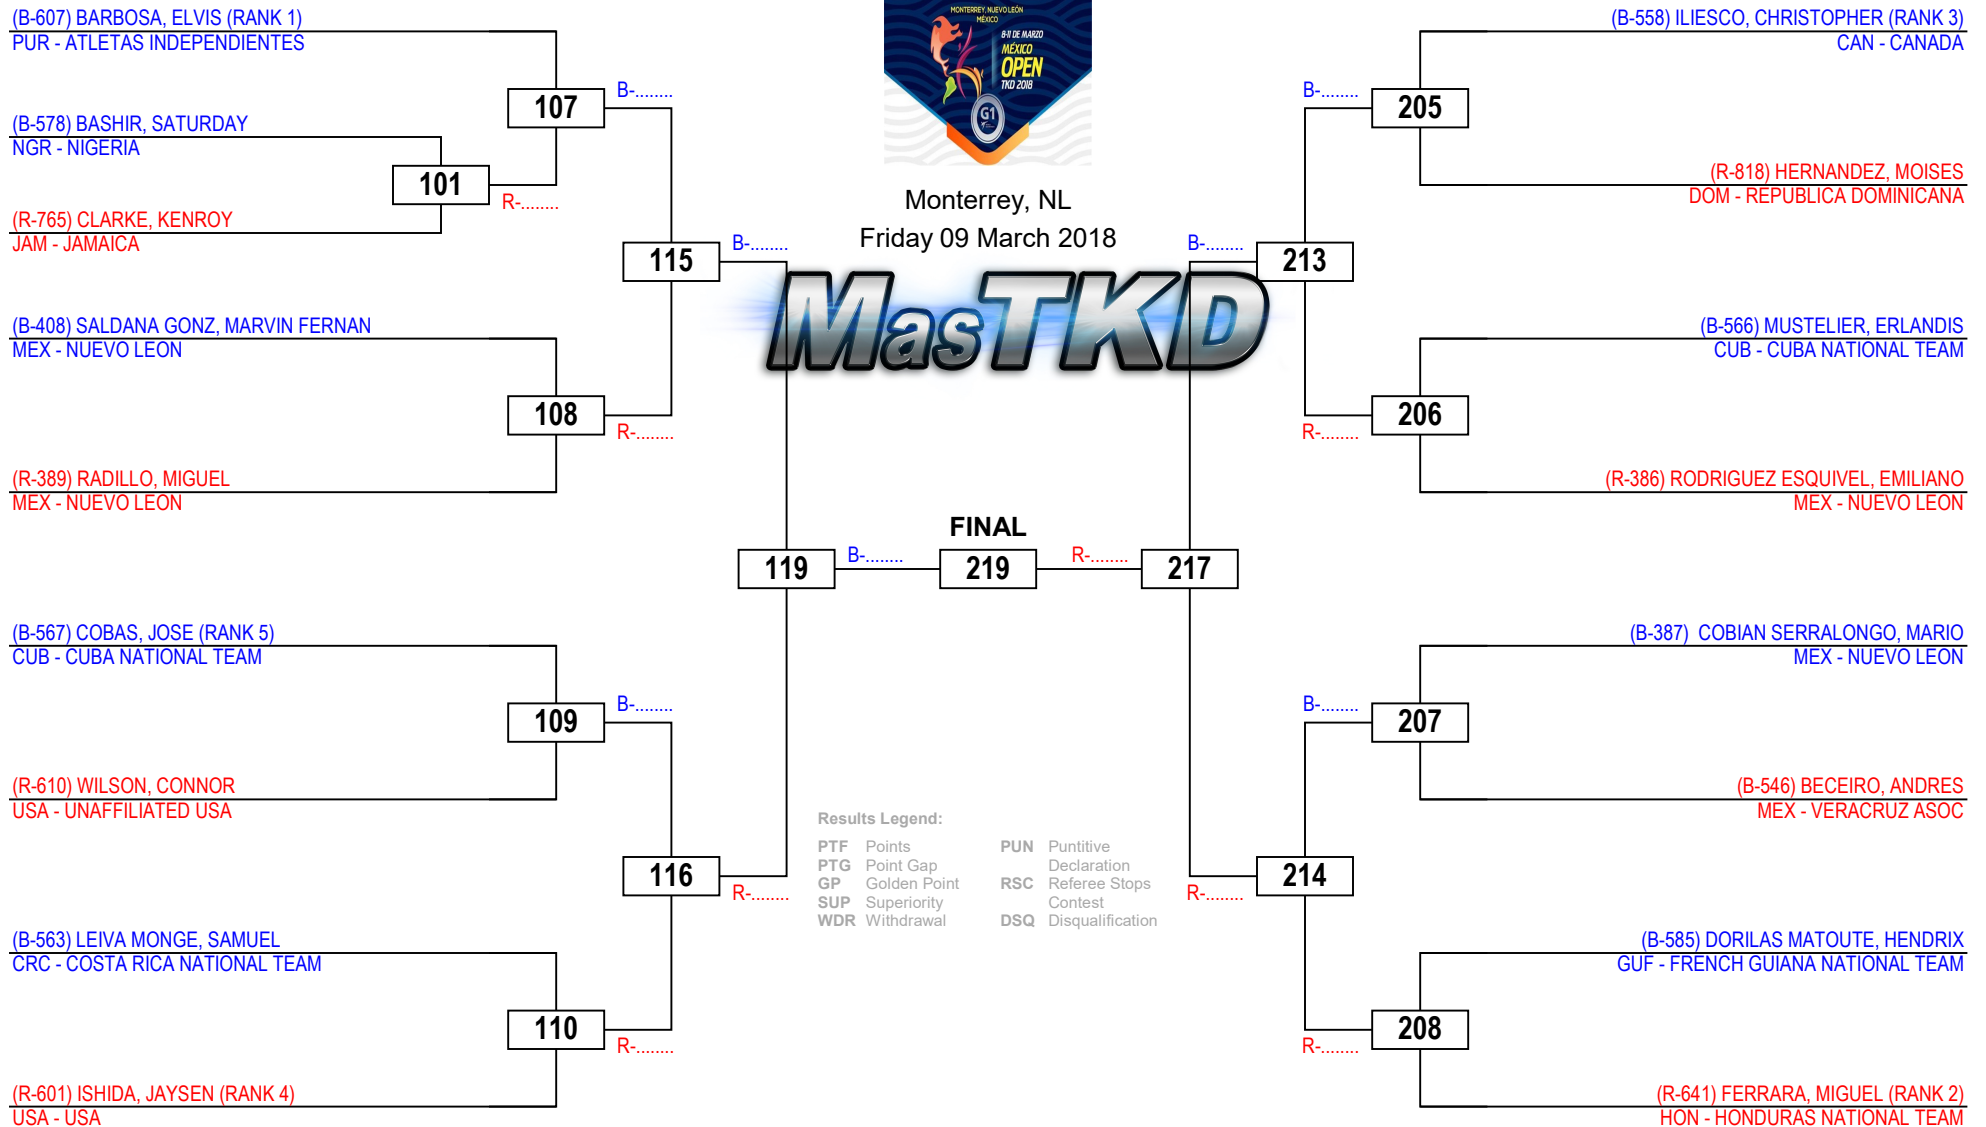 (B-607) BARBOSA, ELVIS (RANK 1)
PUR - ATLETAS INDEPENDIENTES
(B-578) BASHIR, SATURDAY
NGR - NIGERIA
101
(R-765) CLARKE, KENROY
JAM - JAMAICA
107
B-........
R-........
(B-408) SALDANA GONZ, MARVIN FERNAN
MEX - NUEVO LEON
108
R-........
(R-389) RADILLO, MIGUEL
MEX - NUEVO LEON
115
B-........
(B-567) COBAS, JOSE (RANK 5)
CUB - CUBA NATIONAL TEAM
109
B-........
(R-610) WILSON, CONNOR
USA - UNAFFILIATED USA
116
R-........
(B-563) LEIVA MONGE, SAMUEL
CRC - COSTA RICA NATIONAL TEAM
110
R-........
(R-601) ISHIDA, JAYSEN (RANK 4)
USA - USA
MONTERREY, NUEVO LEÓN
MÉXICO
8-11 DE MARZO
MÉXICO
OPEN
TKD 2018
G1
Monterrey, NL
Friday 09 March 2018
MasTKD
FINAL
119
B-........
219
R-........
217
Results Legend:
PTF Points
PTG Point Gap
GP Golden Point
SUP Superiority
WDR Withdrawal
PUN Puntitive
Declaration
RSC Referee Stops
Contest
DSQ Disqualification
(B-558) ILIESCO, CHRISTOPHER (RANK 3)
CAN - CANADA
B-........
205
(R-818) HERNANDEZ, MOISES
DOM - REPUBLICA DOMINICANA
B-........
213
(B-566) MUSTELIER, ERLANDIS
CUB - CUBA NATIONAL TEAM
206
R-........
(R-386) RODRIGUEZ ESQUIVEL, EMILIANO
MEX - NUEVO LEON
(B-387) COBIAN SERRALONGO, MARIO
MEX - NUEVO LEON
B-........
207
(B-546) BECEIRO, ANDRES
MEX - VERACRUZ ASOC
214
R-........
(B-585) DORILAS MATOUTE, HENDRIX
GUF - FRENCH GUIANA NATIONAL TEAM
208
R-........
(R-641) FERRARA, MIGUEL (RANK 2)
HON - HONDURAS NATIONAL TEAM